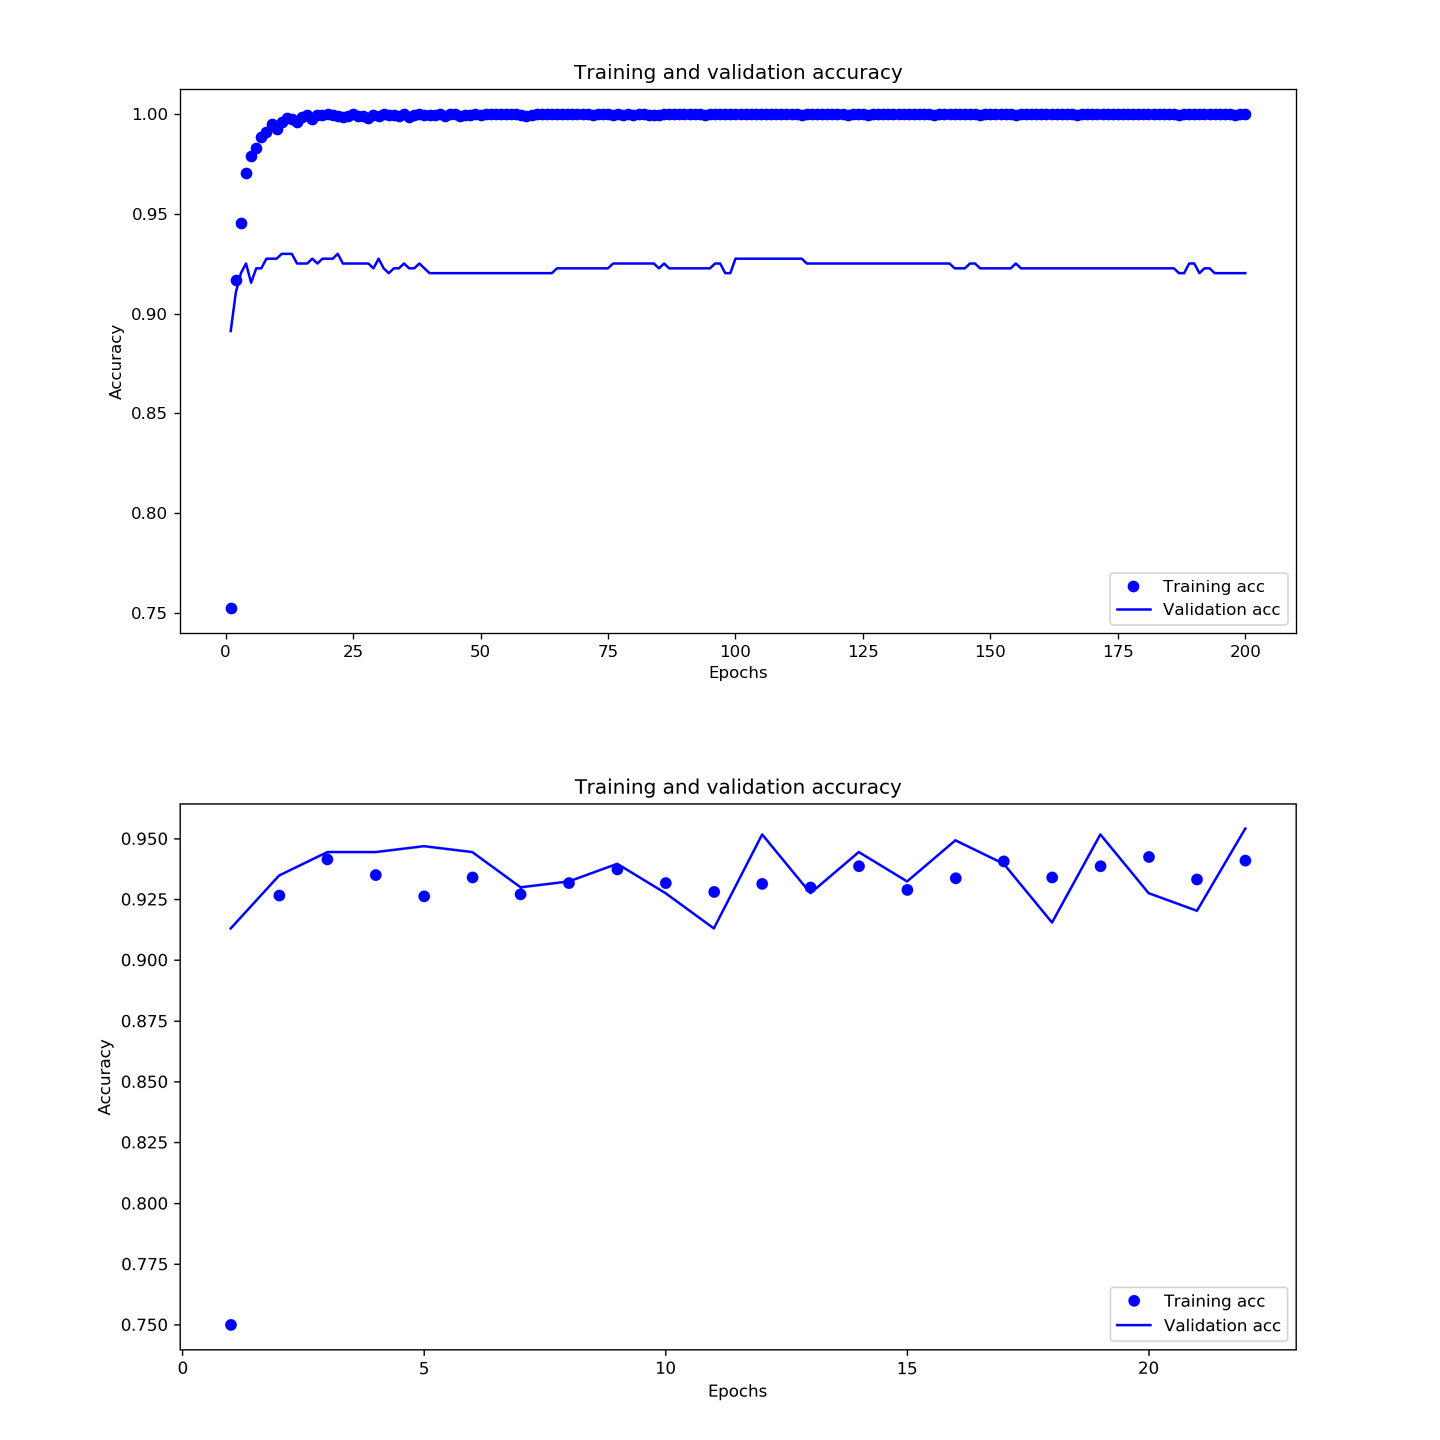 Training and validation accuracy
1.00
0.95
0.90
0.85
0.80
0.75
Accuracy
0 25 50 75 100 125 150 175 200
Epochs
Training acc
Validation acc
Training and validation accuracy
0.950
0.925
0.900
0.875
0.850
0.825
0.800
0.775
0.750
Accuracy
0 5 10 15 20
Epochs
Training acc
Validation acc